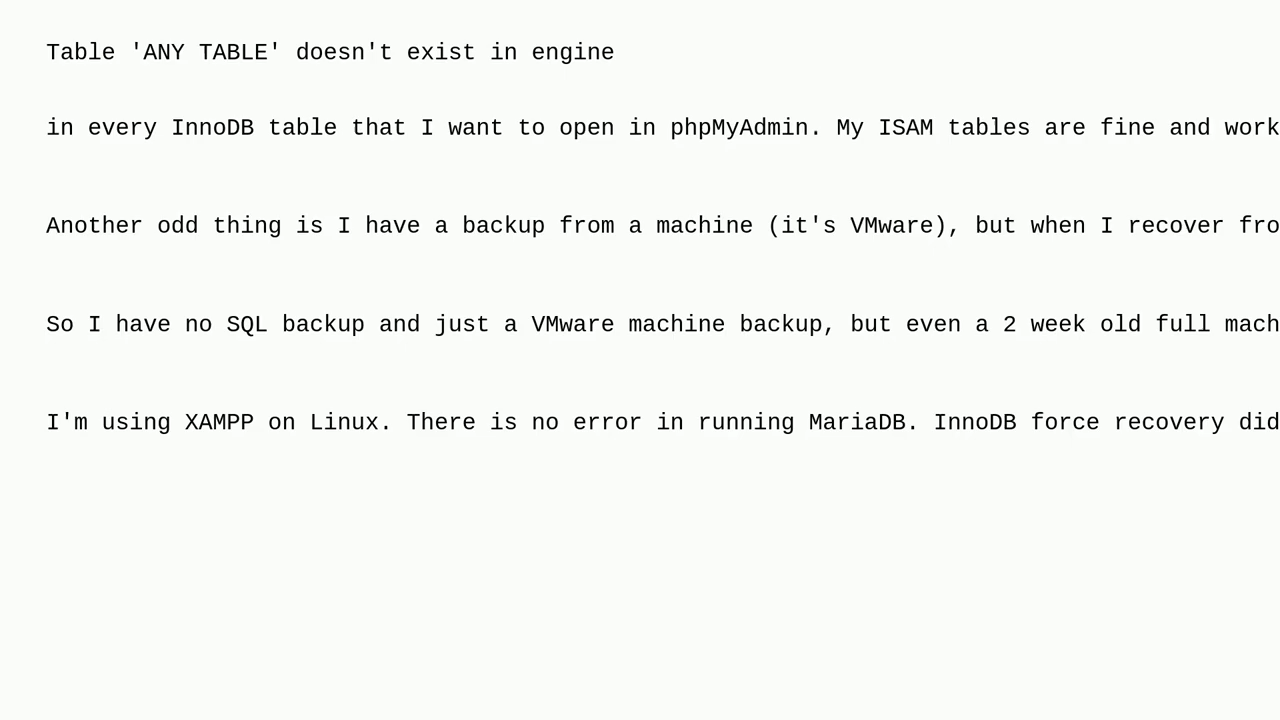 Table 'ANY TABLE' doesn't exist in engine
in every InnoDB table that I want to open in phpMyAdmin. My ISAM tables are fine and work
Another odd thing is I have a backup from a machine (it's VMware), but when I recover fro
So I have no SQL backup and just a VMware machine backup, but even a 2 week old full mach
I'm using XAMPP on Linux. There is no error in running MariaDB. InnoDB force recovery did